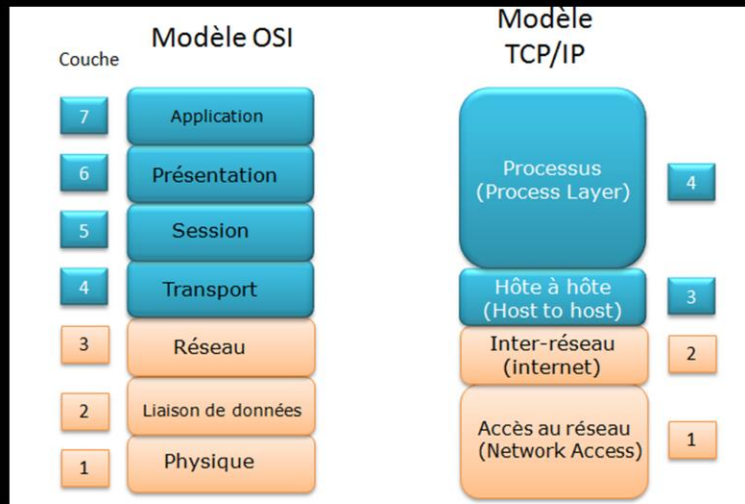 Modèle OSI
Modèle
TCP/IP
Couche
7
Application
6
Présentation
5
Session
4
Transport
3
Réseau
2
Liaison de données
1
Physique
Processus
(Process Layer)
4
Hôte à hôte
(Host to host)
3
Inter-réseau
(internet)
2
Accès au réseau
(Network Access)
1